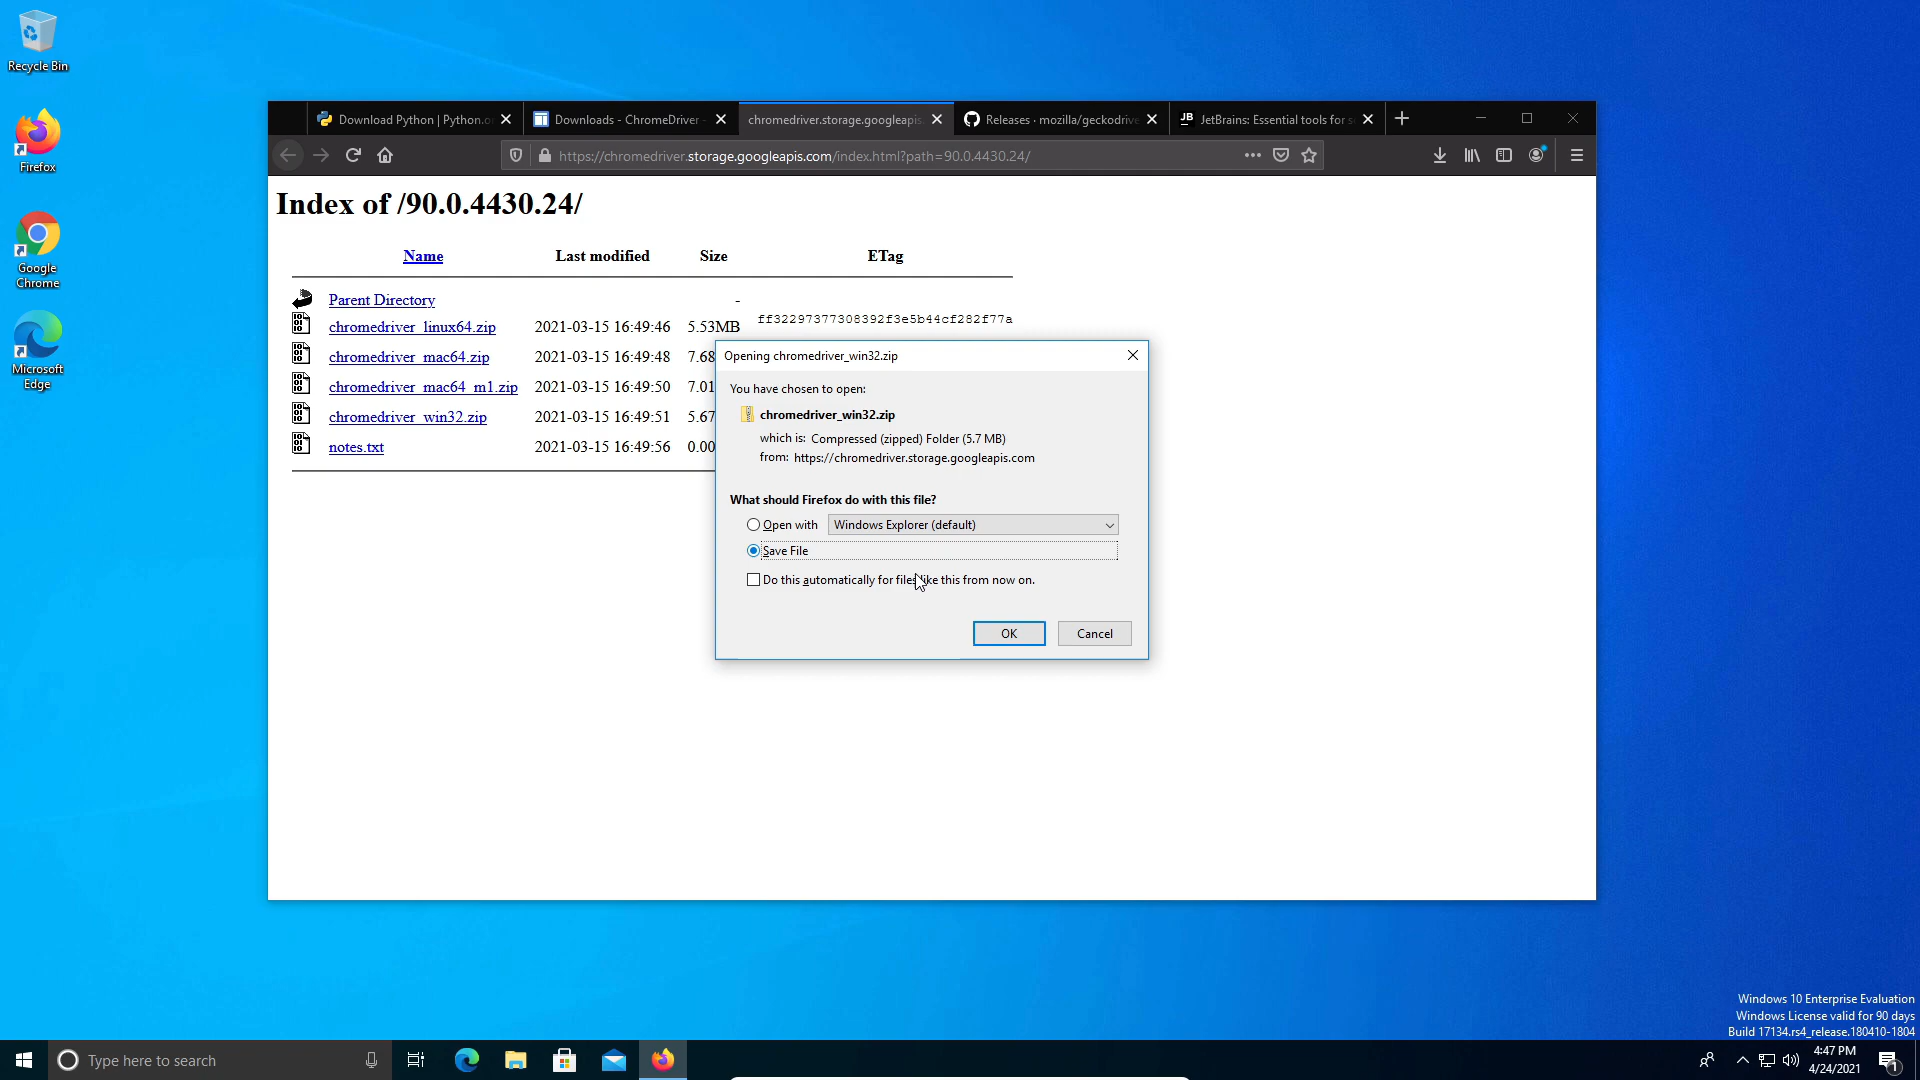 Recycle Bin
Firefox
Google
Chrome
Microsoft
Edge
Download Python | Python.o
Downloads - ChromeDriver -
chromedriver.storage.googleapis
Releases · mozilla/geckodrive
JB
JetBrains: Essential tools for s
https://chromedriver.storage.googleapis.com/index.html?path=90.0.4430.24/
Index of /90.0.4430.24/
Name Last modified Size ETag
Parent Directory -
chromedriver_linux64.zip 2021-03-15 16:49:46 5.53MB ff32297377308392f3e5b44cf282f77a
chromedriver_mac64.zip 2021-03-15 16:49:48 7.68
chromedriver_mac64_m1.zip 2021-03-15 16:49:50 7.01
chromedriver_win32.zip 2021-03-15 16:49:51 5.67
notes.txt 2021-03-15 16:49:56 0.00
Opening chromedriver_win32.zip
You have chosen to open:
chromedriver_win32.zip
which is: Compressed (zipped) Folder (5.7 MB)
from: https://chromedriver.storage.googleapis.com
What should Firefox do with this file?
Open with Windows Explorer (default)
Save File
Do this automatically for files like this from now on.
OK Cancel
Windows 10 Enterprise Evaluation
Windows License valid for 90 days
Build 17134.rs4_release.180410-1804
Type here to search
4:47 PM
4/24/2021
1